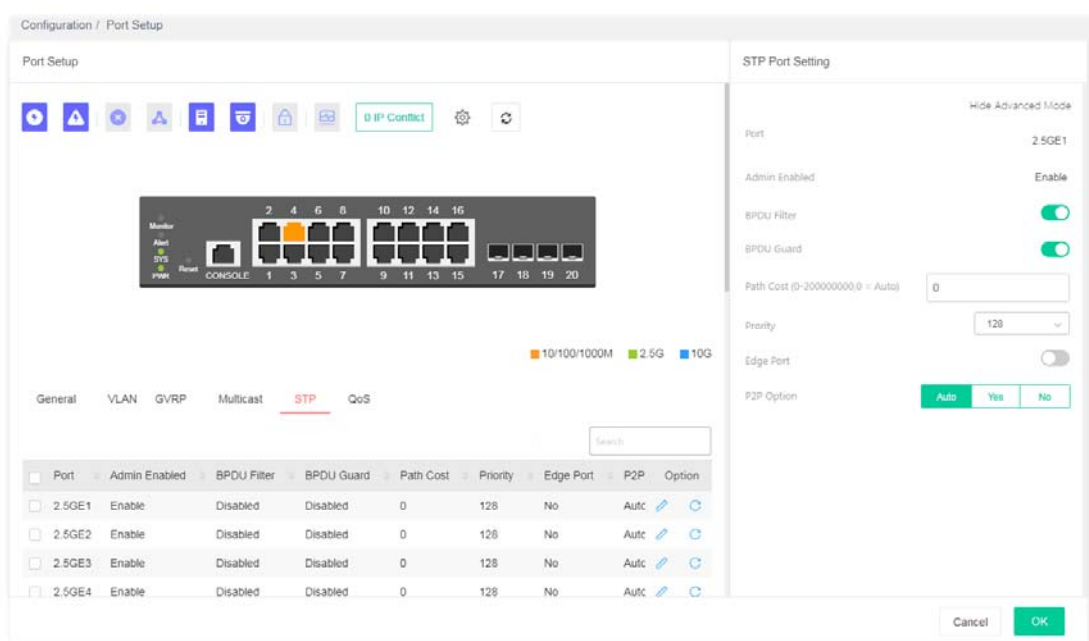 Configuration / Port Setup
Port Setup
STP Port Setting
0 IP Conflict
Hide Advanced Mode
Port
2.5GE1
Admin Enabled
Enable
BPDU Filter
BPDU Guard
Path Cost (0-200000000,0 = Auto)
0
Priority
128
Edge Port
P2P Option
Auto Yes No
2 4 6 8 10 12 14 16
Monitor
Alert
SYS
PWR Reset CONSOLE 1 3 5 7 9 11 13 15 17 18 19 20
10/100/1000M 2.5G 10G
General VLAN GVRP Multicast STP QoS
Search
Port Admin Enabled BPDU Filter BPDU Guard Path Cost Priority Edge Port P2P Option
2.5GE1 Enable Disabled Disabled 0 128 No Autc
2.5GE2 Enable Disabled Disabled 0 128 No Autc
2.5GE3 Enable Disabled Disabled 0 128 No Autc
2.5GE4 Enable Disabled Disabled 0 128 No Autc
Cancel OK